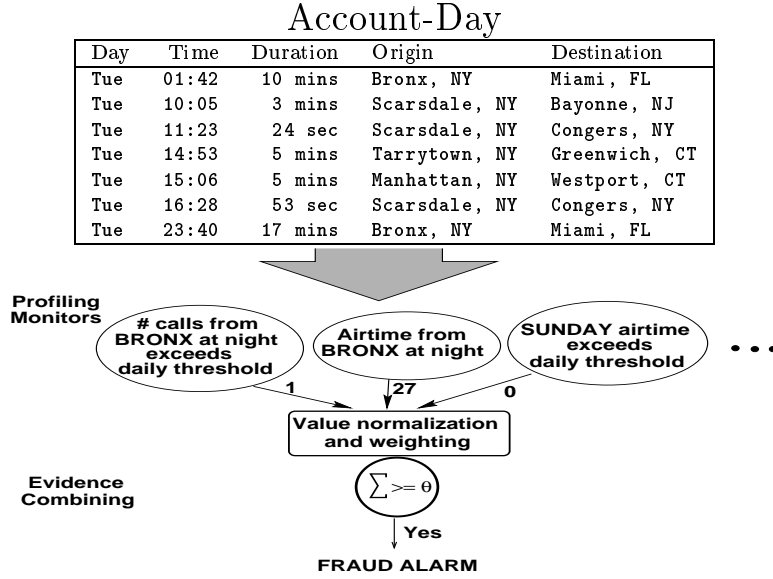 Account-Day
Day Time Duration Origin Destination
Tue 01:42 10 mins Bronx, NY Miami, FL
Tue 10:05 3 mins Scarsdale, NY Bayonne, NJ
Tue 11:23 24 sec Scarsdale, NY Congers, NY
Tue 14:53 5 mins Tarrytown, NY Greenwich, CT
Tue 15:06 5 mins Manhattan, NY Westport, CT
Tue 16:28 53 sec Scarsdale, NY Congers, NY
Tue 23:40 17 mins Bronx, NY Miami, FL
Profiling
Monitors
# calls from
BRONX at night
exceeds
daily threshold
Airtime from
BRONX at night
SUNDAY airtime
exceeds
daily threshold
1
27
0
Value normalization
and weighting
Evidence
Combining
∑ >= θ
Yes
FRAUD ALARM